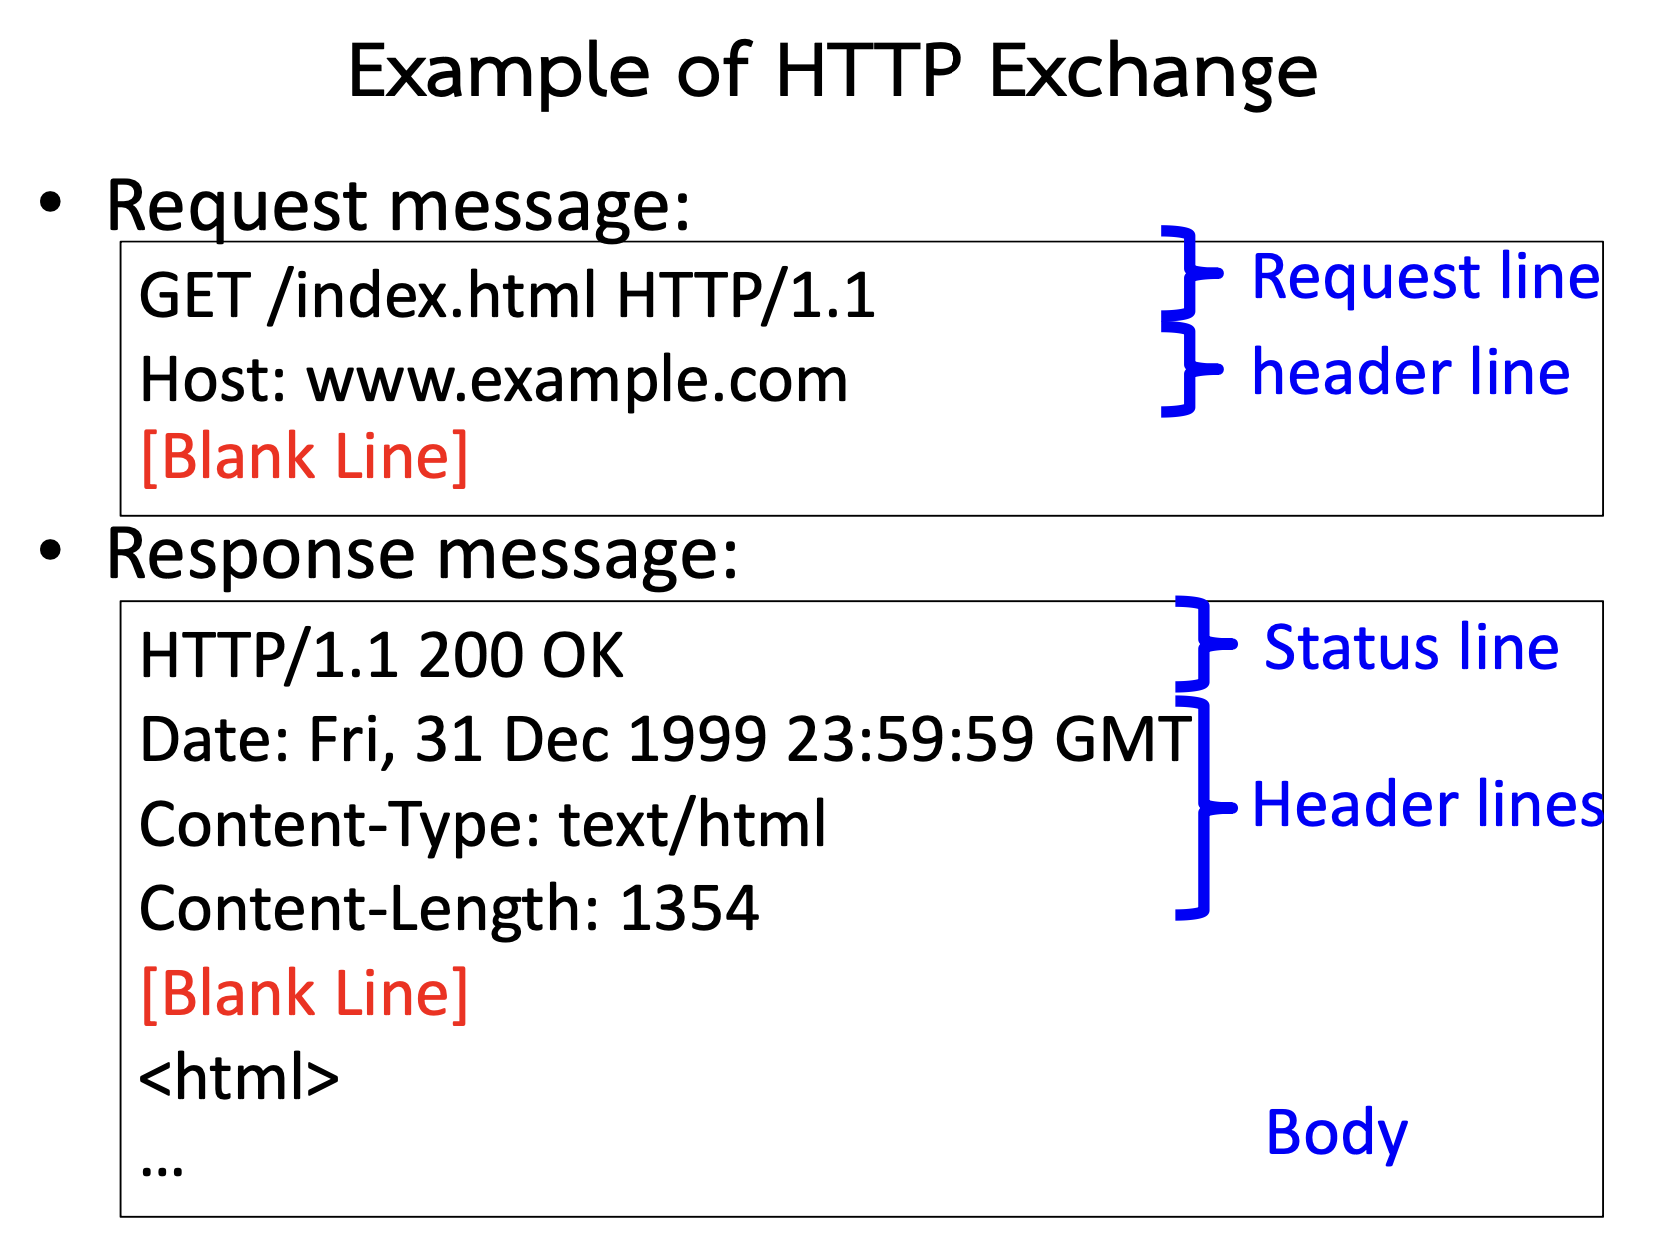 Example of HTTP Exchange
• Request message:
GET /index.html HTTP/1.1
Request line
Host: www.example.com
header line
[Blank Line]
• Response message:
HTTP/1.1 200 OK
Status line
Date: Fri, 31 Dec 1999 23:59:59 GMT
Content-Type: text/html
Header lines
Content-Length: 1354
[Blank Line]
<html>
Body
...